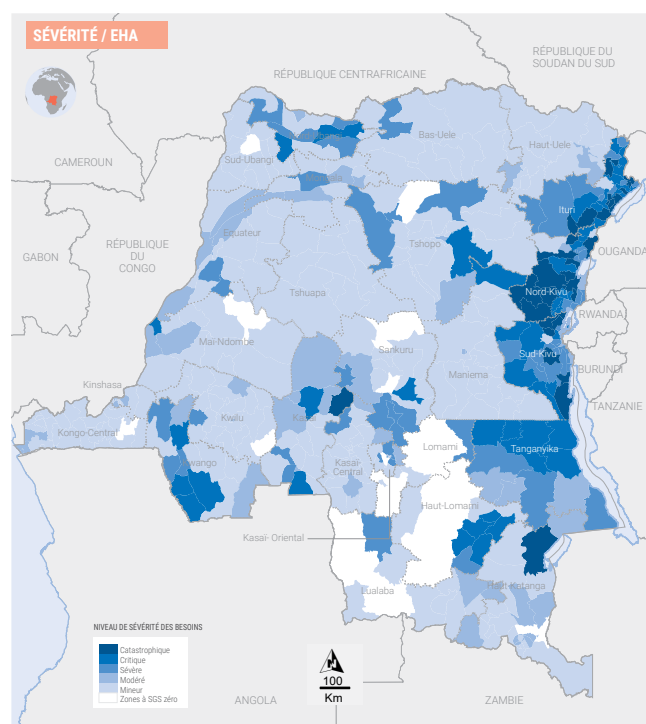 SÉVÉRITÉ / EHA
RÉPUBLIQUE DU
SOUDAN DU SUD
RÉPUBLIQUE CENTRAFRICAINE
CAMEROUN
Bas-Uele
Haut-Uele
Sud-Ubangi
Ituri
Equateur
Tshopo
GABON
RÉPUBLIQUE
DU
CONGO
OUGANDA
Tshuapa
Nord-Kivu
RWANDA
Maï-Ndombe
Sankuru
Sud-Kivu
Maniema
BURUNDI
Kinshasa
TANZANIE
Kwilu
Kasaï
Kongo-Central
Lomami
Tanganyika
Kwango
Kasaï-
Central
Haut-Lomami
Kasaï- Oriental
Lualaba
Haut-Katanga
NIVEAU DE SÉVÉRITÉ DES BESOINS
Catastrophique
Critique
Sévère
Modéré
Mineur
Zones à SGS zéro
N
100
Km
ANGOLA
ZAMBIE